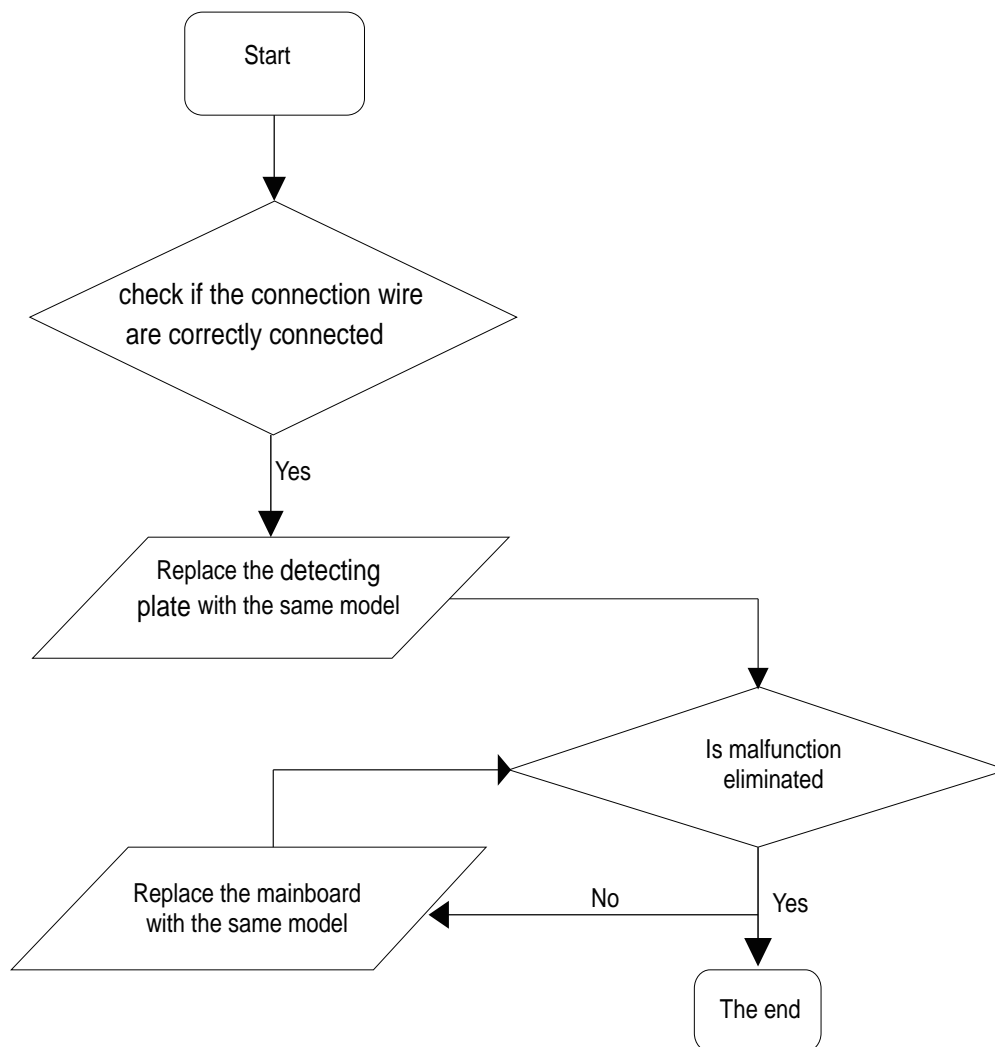 Start
check if the connection wire
are correctly connected
Yes
Replace the detecting
plate with the same model
Is malfunction
eliminated
Replace the mainboard
with the same model
No
Yes
The end